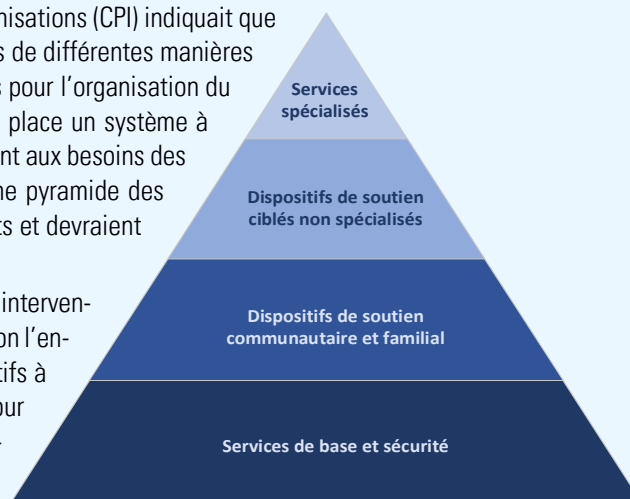 nisations (CPI) indiquait que
s de différentes manières
s pour l'organisation du
place un système à
nt aux besoins des
ne pyramide des
ts et devraient
interven-
on l'en-
tifs à
our
Services
spécialisés
Dispositifs de soutien
ciblés non spécialisés
Dispositifs de soutien
communautaire et familial
Services de base et sécurité